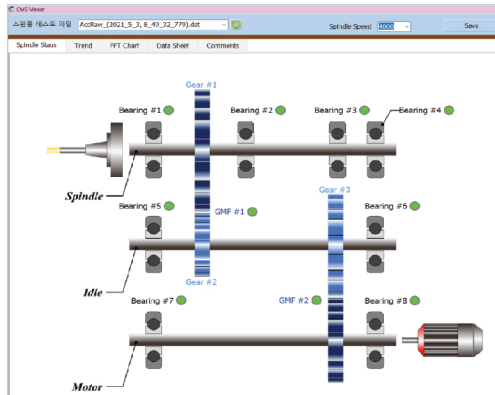 CMS Viewer
스핀들 테스트 파일 AccRaw_(2021_5_3, 8_40_32_779).dat Spindle Speed 4000 Save
Spindle Staus Trend FFT Chart Data Sheet Comments
Gear #1
Bearing #1 Bearing #2 Bearing #3 Bearing #4
Spindle
Gear #3
Bearing #5 GMF #1 Bearing #6
Gear #2
Idle
Bearing #7 GMF #2 Bearing #8
Motor